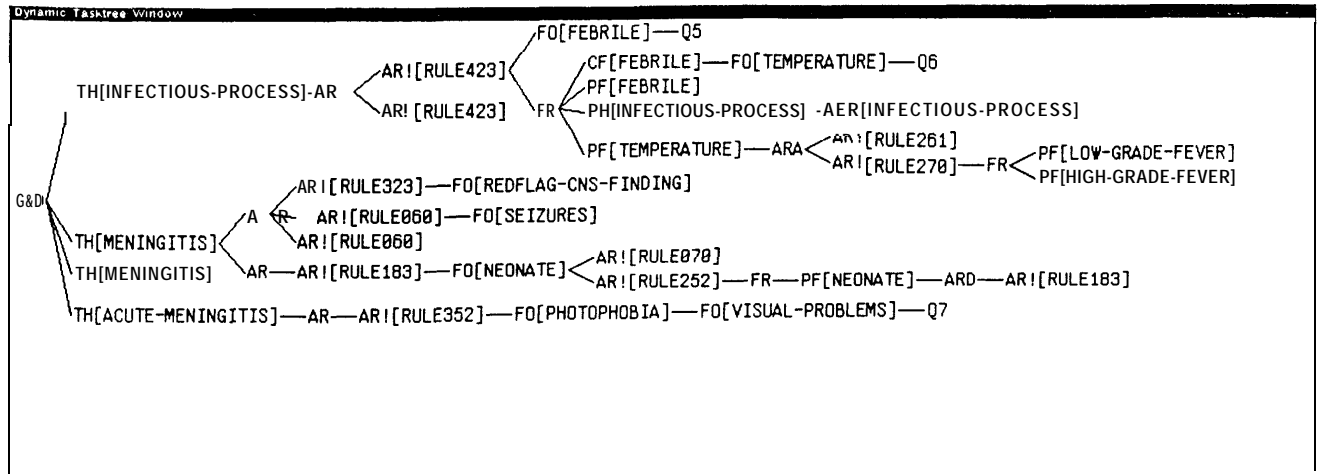 Dynamic Tasktree Window
FO[FEBRILE]—Q5
CF[FEBRILE]—FO[TEMPERATURE]—Q6
AR![RULE423]
PF[FEBRILE]
TH[INFECTIOUS-PROCESS]-AR
AR![RULE423]
FR
PH[INFECTIOUS-PROCESS] -AER[INFECTIOUS-PROCESS]
AR![RULE261]
PF[TEMPERATURE]—ARA
PF[LOW-GRADE-FEVER]
AR![RULE270]—FR
PF[HIGH-GRADE-FEVER]
AR![RULE323]—FO[REDFLAG-CNS-FINDING]
G&D
A R AR![RULE060]—FO[SEIZURES]
TH[MENINGITIS]
AR![RULE060]
AR![RULE070]
TH[MENINGITIS]
AR—AR![RULE183]—FO[NEONATE]
AR![RULE252]—FR—PF[NEONATE]—ARD—AR![RULE183]
TH[ACUTE-MENINGITIS]—AR—AR![RULE352]—FO[PHOTOPHOBIA]—FO[VISUAL-PROBLEMS]—Q7